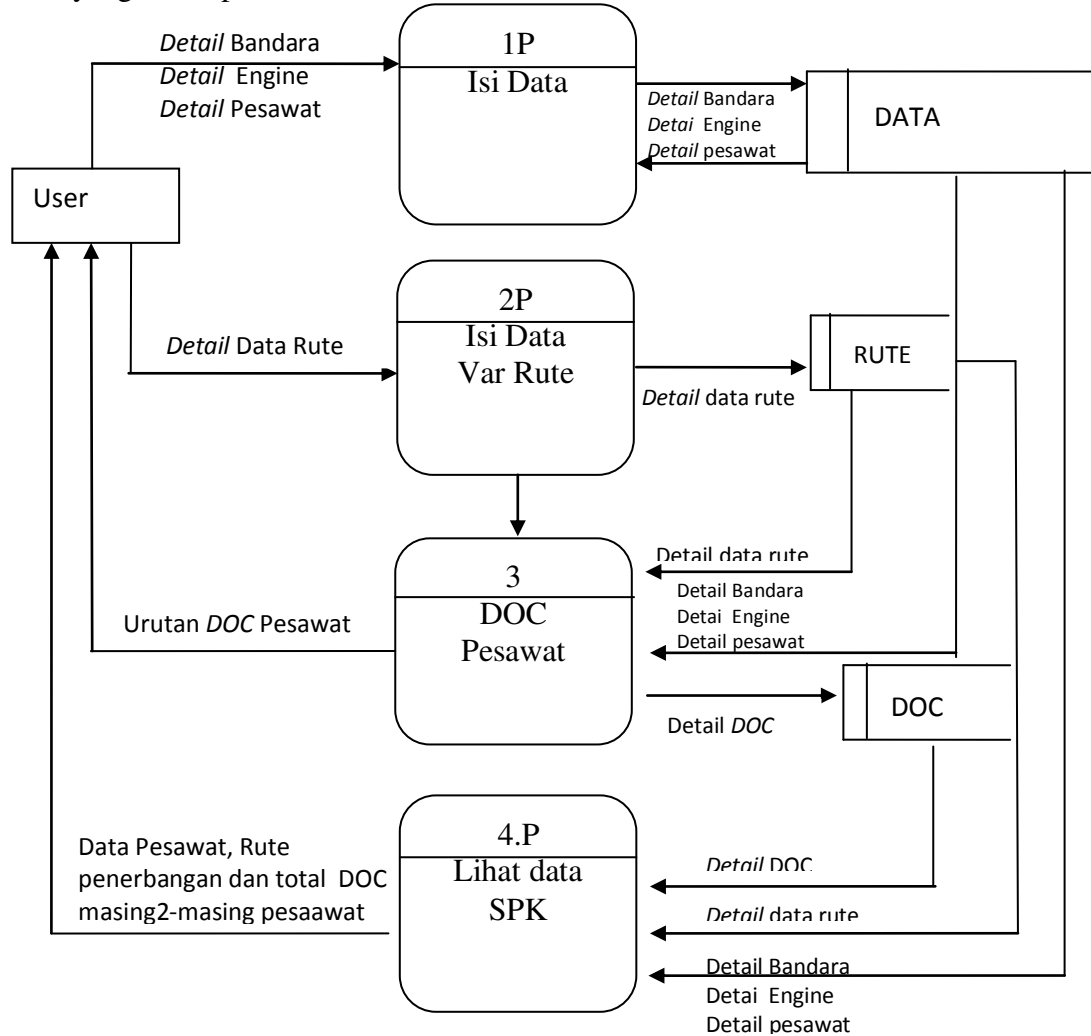 1P
Isi Data
Detail Bandara
Detail Engine
Detail Pesawat
Detail Bandara
Detai Engine
Detail pesawat
DATA
User
2P
Isi Data
Var Rute
Detail Data Rute
Detail data rute
RUTE
3
DOC
Pesawat
Detail data rute
Detail Bandara
Detai Engine
Detail pesawat
Urutan DOC Pesawat
Detail DOC
DOC
4.P
Lihat data
SPK
Data Pesawat, Rute
penerbangan dan total DOC
masing2-masing pesaawat
Detail DOC
Detail data rute
Detail Bandara
Detai Engine
Detail pesawat